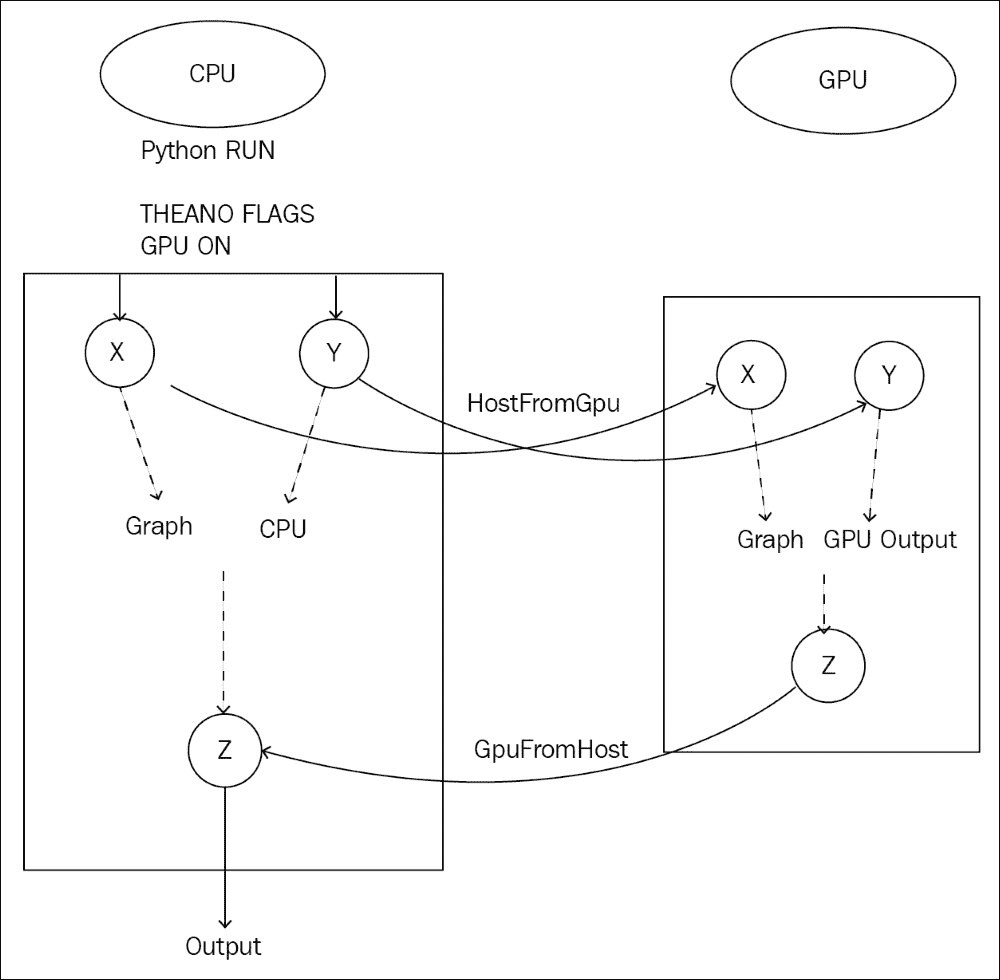 CPU
GPU
Python RUN
THEANO FLAGS
GPU ON
X
Y
X
Y
HostFromGpu
Graph
CPU
Graph
GPU Output
Z
Z
GpuFromHost
Output